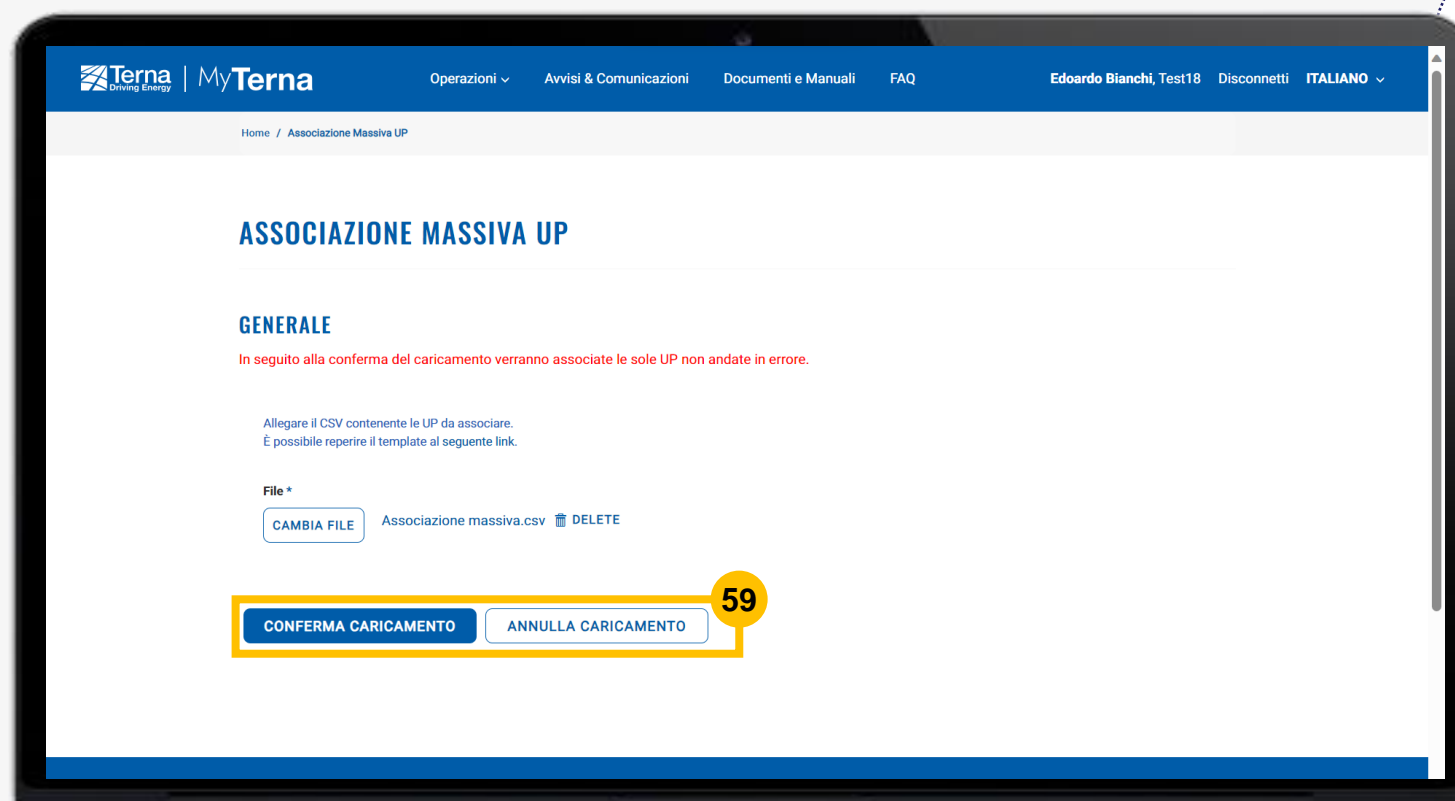 Terna
Driving Energy
MyTerna
Operazioni
Avvisi & Comunicazioni
Documenti e Manuali
FAQ
Edoardo Bianchi, Test18
Disconnetti
ITALIANO
Home / Associazione Massiva UP
ASSOCIAZIONE MASSIVA UP
GENERALE
In seguito alla conferma del caricamento verranno associate le sole UP non andate in errore.
Allegare il CSV contenente le UP da associare.
È possibile reperire il template al seguente link.
File *
CAMBIA FILE
Associazione massiva.csv
DELETE
59
CONFERMA CARICAMENTO
ANNULLA CARICAMENTO